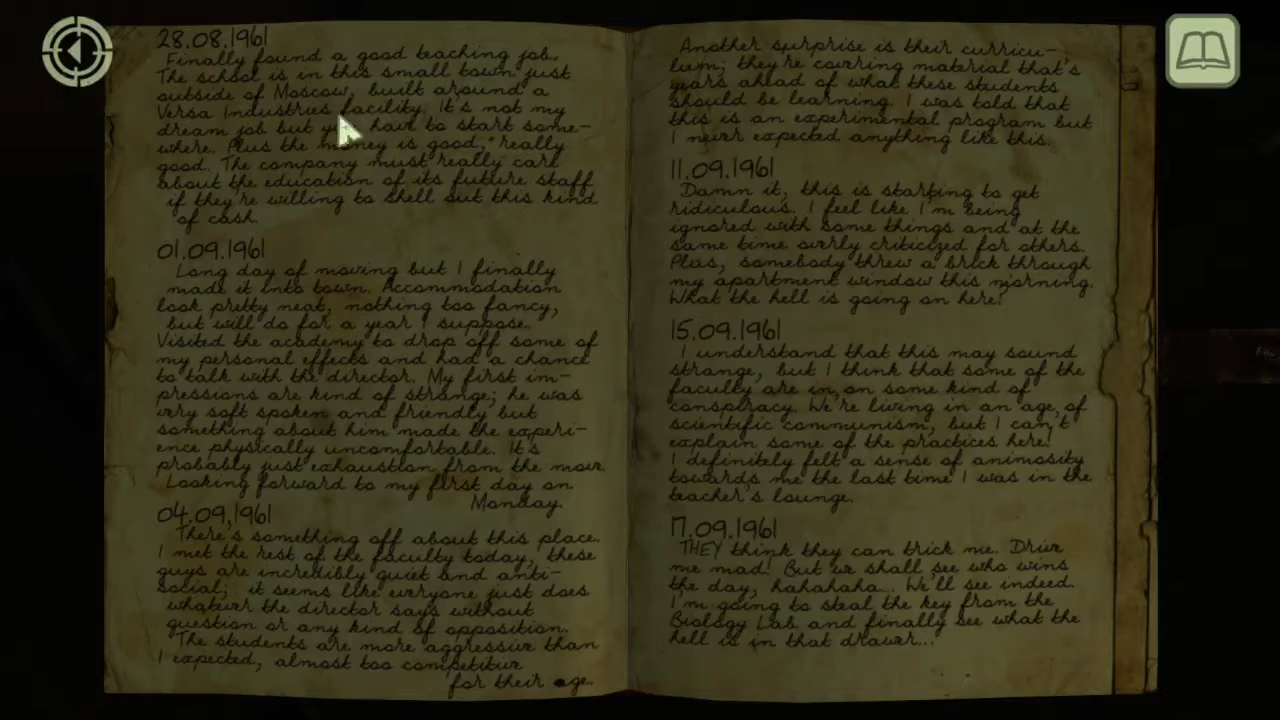 28.08.1961
Finally found a good teaching job.
The school is in this small town just
outside of Moscow, built around a
Versa Industries facility. It's not my
dream job but you have to start some-
where. Plus the money is good, really
good. The company must really care
about the education of its future staff
if they're willing to shell out this kind
of cash.
01.09.1961
Long day of moving but I finally
made it into town. Accommodation
look pretty neat, nothing too fancy,
but will do for a year I suppose.
Visited the academy to drop off some of
my personal effects and had a chance
to talk with the director. My first im-
pressions are kind of strange; he was
very soft spoken and friendly but
something about him made the experi-
ence physically uncomfortable. It's
probably just exhaustion from the move.
Looking forward to my first day on
Monday.
04.09.1961
There's something off about this place.
I met the rest of the faculty today, these
guys are incredibly quiet and anti-
social; it seems like everyone just does
whatever the director says without
question or any kind of opposition.
The students are more aggressive than
I expected, almost too competitive
for their age.
Another surprise is their curricu-
lum; they're covering material that's
years ahead of what these students
should be learning. I was told that
this is an experimental program but
I never expected anything like this.
11.09.1961
Damn it, this is starting to get
ridiculous. I feel like I'm being
ignored with some things and at the
same time overly criticized for others.
Plus, somebody threw a brick through
my apartment window this morning.
What the hell is going on here!
15.09.1961
I understand that this may sound
strange, but I think that some of the
faculty are in on some kind of
conspiracy. We're living in an age of
scientific communism, but I can't
explain some of the practices here!
I definitely felt a sense of animosity
towards me the last time I was in the
teacher's lounge.
17.09.1961
THEY think they can trick me. Drive
me mad! But we shall see who wins
the day, hahahaha... We'll see indeed.
I'm going to steal the key from the
Biology Lab and finally see what the
hell is in that drawer...